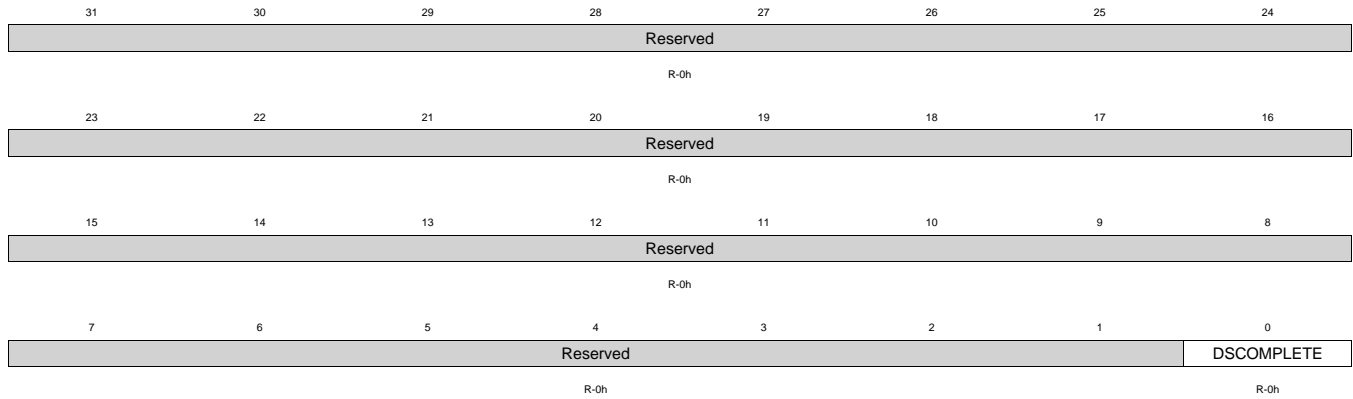 31 30 29 28 27 26 25 24
Reserved
R-0h
23 22 21 20 19 18 17 16
Reserved
R-0h
15 14 13 12 11 10 9 8
Reserved
R-0h
7 6 5 4 3 2 1 0
Reserved DSCOMPLETE
R-0h R-0h